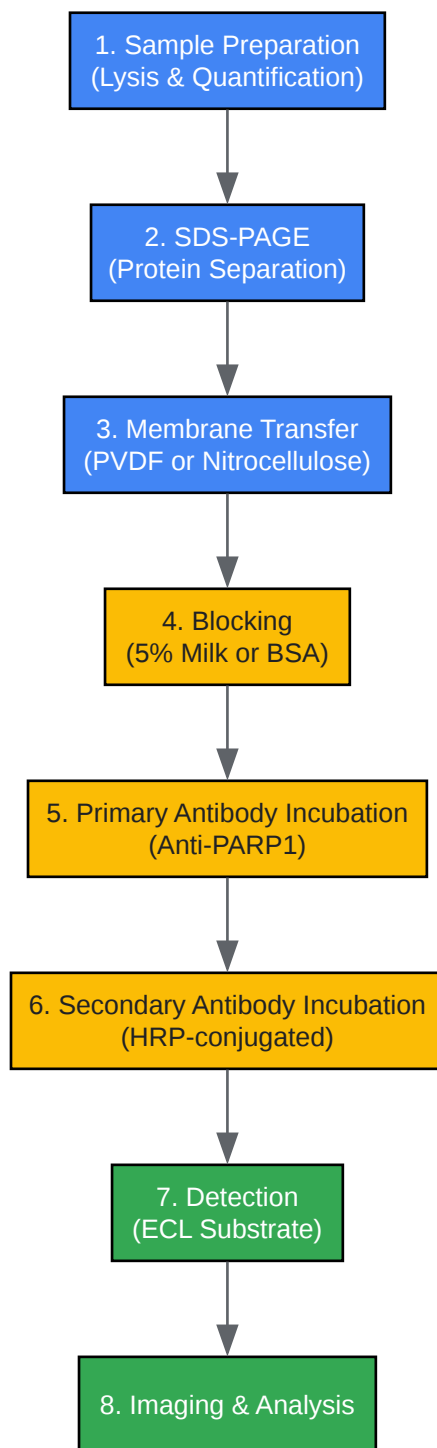 1. Sample Preparation
(Lysis & Quantification)
2. SDS-PAGE
(Protein Separation)
3. Membrane Transfer
(PVDF or Nitrocellulose)
4. Blocking
(5% Milk or BSA)
5. Primary Antibody Incubation
(Anti-PARP1)
6. Secondary Antibody Incubation
(HRP-conjugated)
7. Detection
(ECL Substrate)
8. Imaging & Analysis